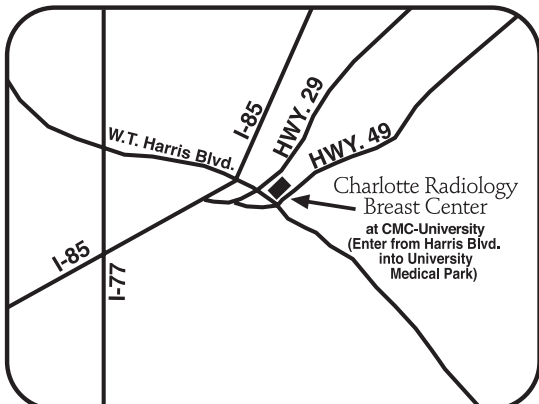 I-85
HWY. 29
W.T. Harris Blvd.
HWY. 49
Charlotte Radiology
Breast Center
at CMC-University
(Enter from Harris Blvd.
into University
Medical Park)
I-85
I-77